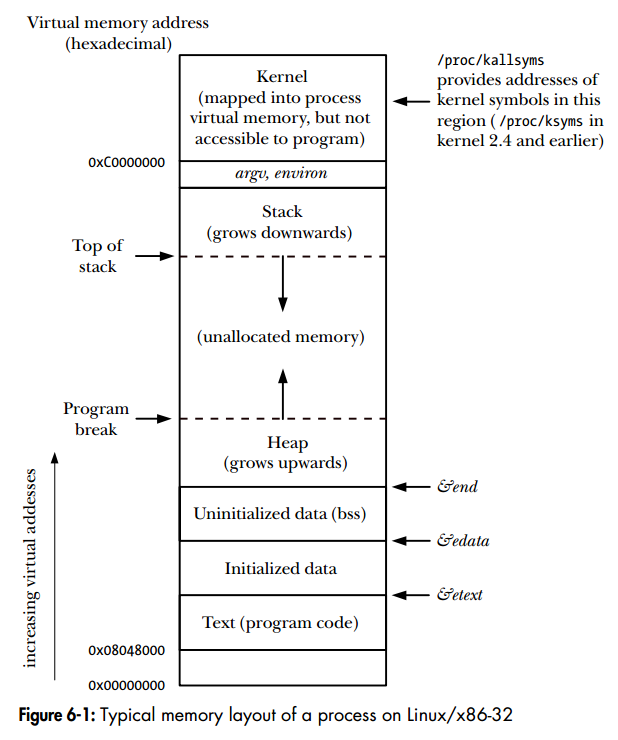 Virtual memory address
(hexadecimal)
/proc/kallsyms
provides addresses of
kernel symbols in this
region ( /proc/ksyms in
kernel 2.4 and earlier)
Kernel
(mapped into process
virtual memory, but not
accessible to program)
0xC0000000
argv, environ
Stack
(grows downwards)
Top of
stack
(unallocated memory)
Program
break
Heap
(grows upwards)
&end
Uninitialized data (bss)
&edata
Initialized data
&etext
Text (program code)
0x08048000
0x00000000
increasing virtual addesses
Figure 6-1: Typical memory layout of a process on Linux/x86-32